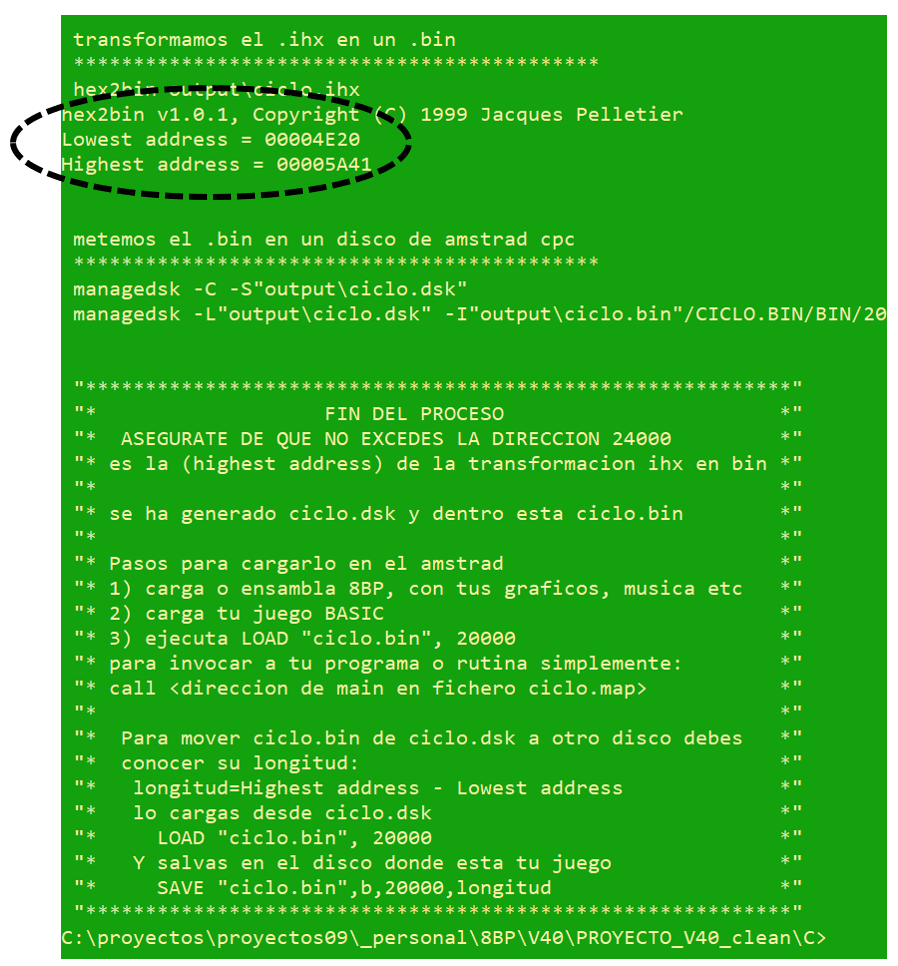 transformamos el .ihx en un .bin
********************************************
hex2bin output\ciclo.ihx
hex2bin v1.0.1, Copyright (C) 1999 Jacques Pelletier
Lowest address = 00004E20
Highest address = 00005A41
metemos el .bin en un disco de amstrad cpc
********************************************
managedsk -C -S"output\ciclo.dsk"
managedsk -L"output\ciclo.dsk" -I"output\ciclo.bin"/CICLO.BIN/BIN/20
"***********************************************************"
"*                   FIN DEL PROCESO                       *"
"*  ASEGURATE DE QUE NO EXCEDES LA DIRECCION 24000         *"
"* es la (highest address) de la transformacion ihx en bin *"
"*                                                         *"
"* se ha generado ciclo.dsk y dentro esta ciclo.bin        *"
"*                                                         *"
"* Pasos para cargarlo en el amstrad                       *"
"* 1) carga o ensambla 8BP, con tus graficos, musica etc   *"
"* 2) carga tu juego BASIC                                 *"
"* 3) ejecuta LOAD "ciclo.bin", 20000                      *"
"* para invocar a tu programa o rutina simplemente:        *"
"* call <direccion de main en fichero ciclo.map>           *"
"*                                                         *"
"*  Para mover ciclo.bin de ciclo.dsk a otro disco debes   *"
"*  conocer su longitud:                                   *"
"*   longitud=Highest address - Lowest address             *"
"*   lo cargas desde ciclo.dsk                             *"
"*     LOAD "ciclo.bin", 20000                             *"
"*   Y salvas en el disco donde esta tu juego              *"
"*     SAVE "ciclo.bin",b,20000,longitud                   *"
"***********************************************************"
C:\proyectos\proyectos09\_personal\8BP\V40\PROYECTO_V40_clean\C>